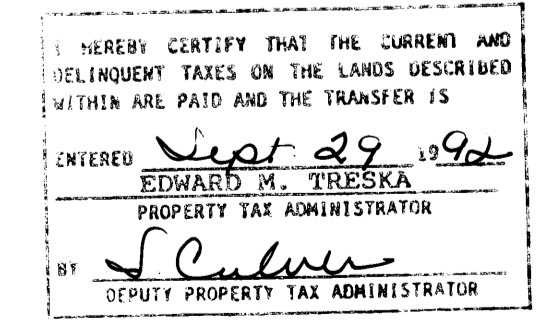 I HEREBY CERTIFY THAT THE CURRENT AND
DELINQUENT TAXES ON THE LANDS DESCRIBED
WITHIN ARE PAID AND THE TRANSFER IS
ENTERED Sept. 29 1992
EDWARD M. TRESKA
PROPERTY TAX ADMINISTRATOR
BY S. Culver
DEPUTY PROPERTY TAX ADMINISTRATOR